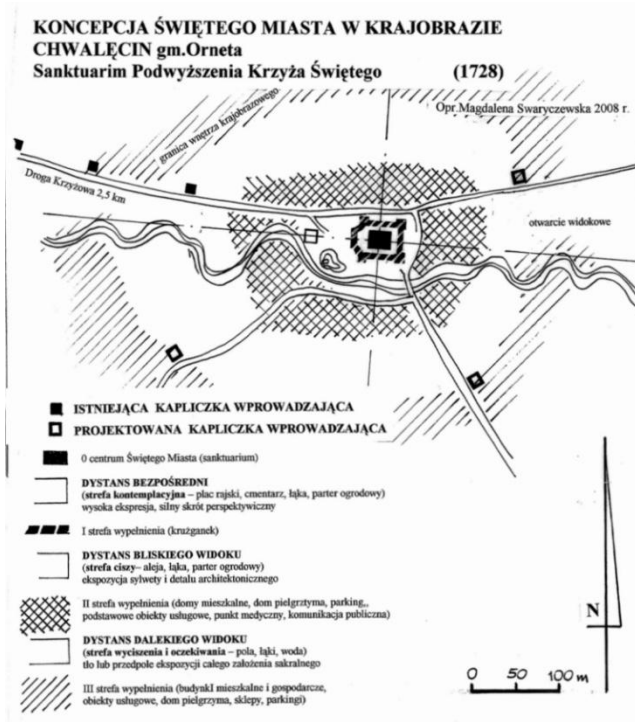 KONCEPCJA ŚWIĘTEGO MIASTA W KRAJOBRAZIE
CHWALĘCIN gm.Orneta
Sanktuarim Podwyższenia Krzyża Świętego (1728)
Opr.Magdalena Swaryczewska 2008 r.
granica wnętrza krajobrazowego
Droga Krzyżowa 2,5 km
otwarcie widokowe
ISTNIEJĄCA KAPLICZKA WPROWADZAJĄCA
PROJEKTOWANA KAPLICZKA WPROWADZAJĄCA
0 centrum Świętego Miasta (sanktuarium)
DYSTANS BEZPOŚREDNI
(strefa kontemplacyjna – plac rajski, cmentarz, łąka, parter ogrodowy)
wysoka ekspresja, silny skrót perspektywiczny
I strefa wypełnienia (krużganek)
DYSTANS BLISKIEGO WIDOKU
(strefa ciszy– aleja, łąka, parter ogrodowy)
ekspozycja sylwety i detalu architektonicznego
II strefa wypełnienia (domy mieszkalne, dom pielgrztyma, parking,,
podstawowe obiekty usługowe, punkt medyczny, komunikacja publiczna)
DYSTANS DALEKIEGO WIDOKU
(strefa wyciszenia i oczekiwania – pola, łąki, woda)
tło lub przedpole ekspozycji całego założenia sakralnego
III strefa wypełnienia (budynkI mieszkalne i gospodarcze,
obiekty usługowe, dom pielgrzyma, sklepy, parkingi)
N
0 50 100 m